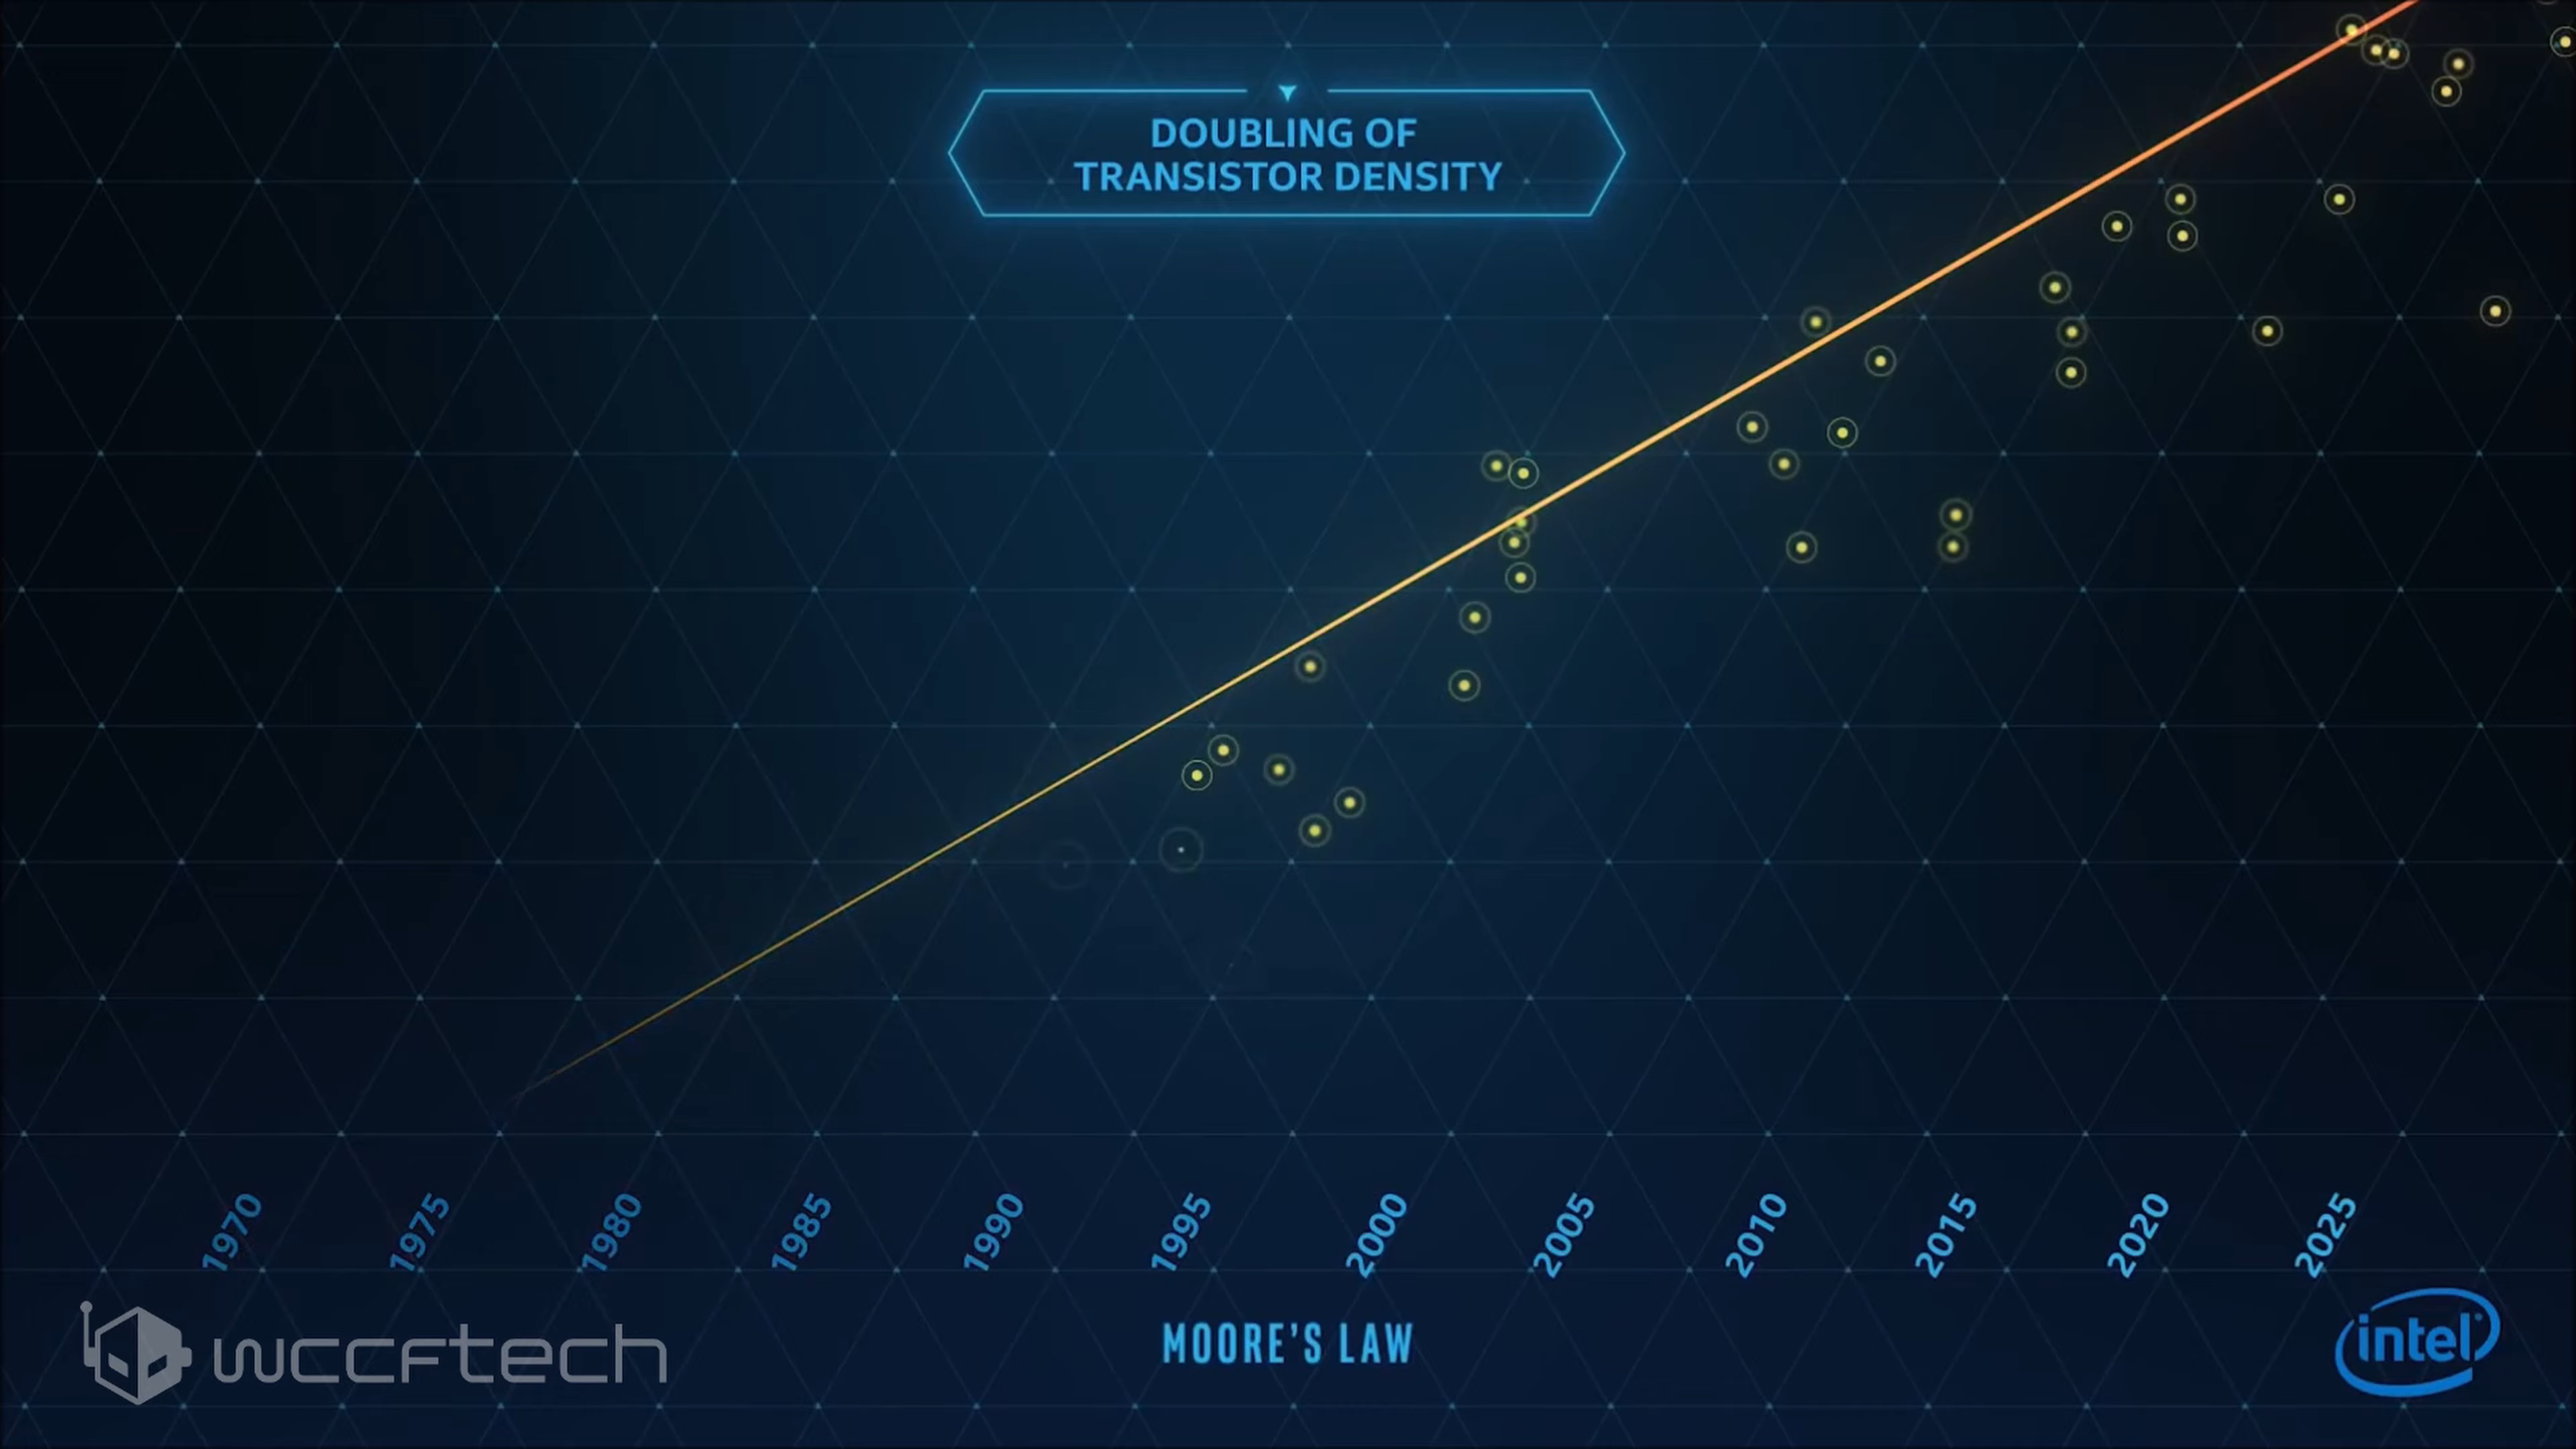 DOUBLING OF
TRANSISTOR DENSITY
1970
1975
1980
1985
1990
1995
2000
2005
2010
2015
2020
2025
MOORE'S LAW
wccftech
intel